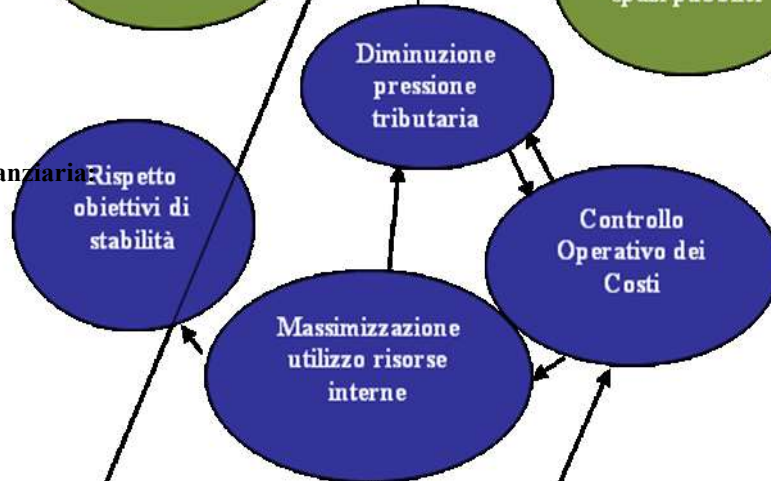 Diminuzione
pressione
tributaria
anziaria:
Rispetto
obiettivi di
stabilità
Controllo
Operativo dei
Costi
Massimizzazione
utilizzo risorse
interne